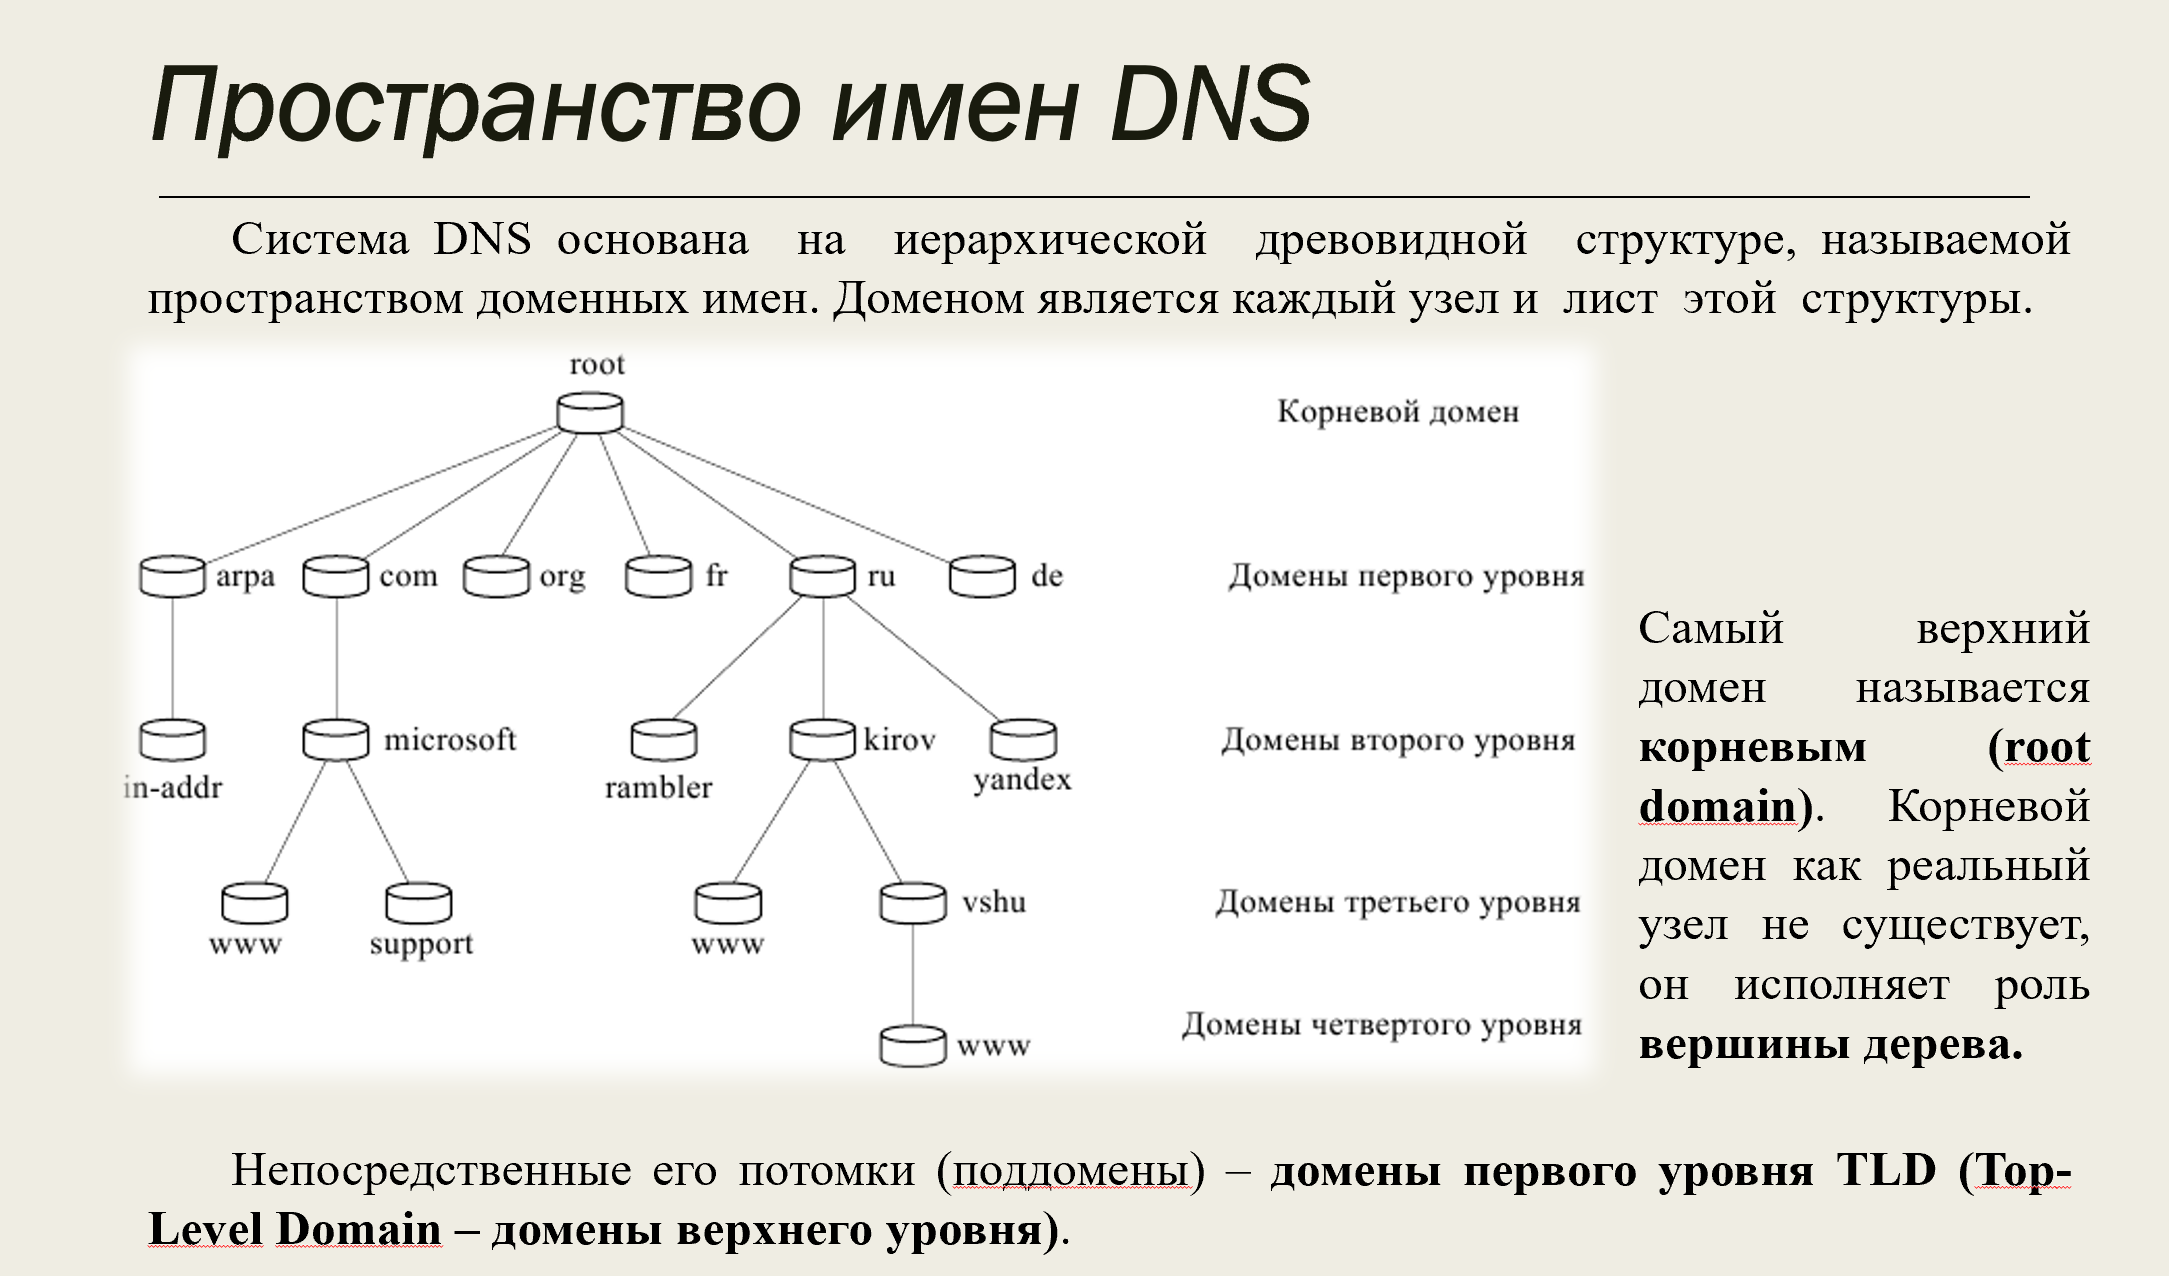 Пространство имен DNS
Система DNS основана на иерархической древовидной структуре, называемой
пространством доменных имен. Доменом является каждый узел и лист этой структуры.
root
Корневой домен
arpa com org fr ru de Домены первого уровня
microsoft kirov Домены второго уровня
in-addr rambler yandex
vshu Домены третьего уровня
www support www
www Домены четвертого уровня
Самый верхний
домен называется
корневым (root
domain). Корневой
домен как реальный
узел не существует,
он исполняет роль
вершины дерева.
Непосредственные его потомки (поддомены) – домены первого уровня TLD (Top-
Level Domain – домены верхнего уровня).